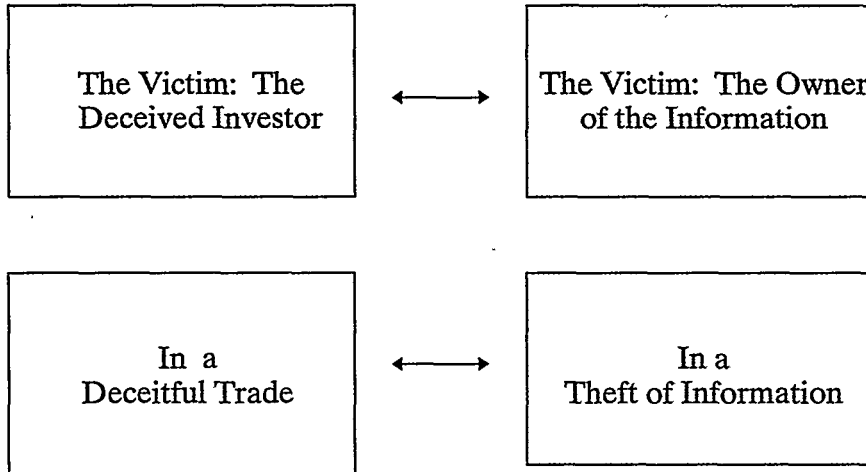 The Victim: The
Deceived Investor
The Victim: The Owner
of the Information
In a
Deceitful Trade
In a
Theft of Information